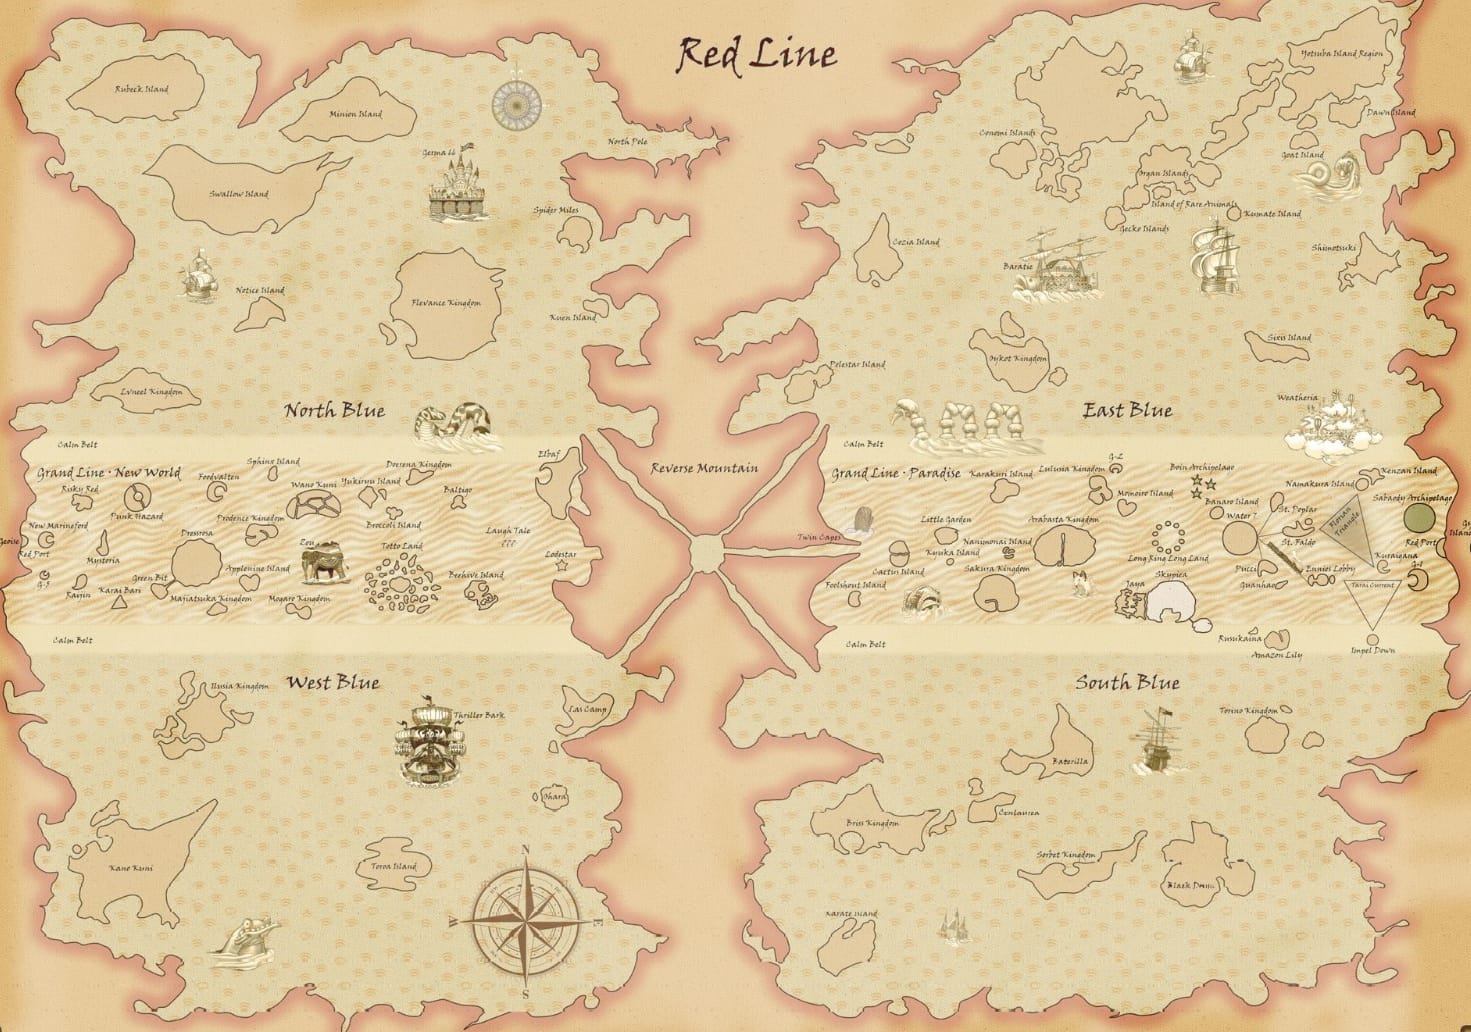 Red Line
Rubeck Island
Minion Island
Swallow Island
Germa 66
North Pole
Spider Miles
Notice Island
Flevance Kingdom
Kuen Island
Lvneel Kingdom
North Blue
Calm Belt
Yotsuba Island Region
Dawn Island
Conomi Islands
Goat Island
Organ Islands
Island of Rare Animals
Kumate Island
Gecko Islands
Cozia Island
Baratie
Shimotsuki
Sixis Island
Oykot Kingdom
Polestar Island
Weatheria
East Blue
Calm Belt
Reverse Mountain
Grand Line · New World
Sphinx Island
Dressna Kingdom
Elbaf
Risky Red
Foodvalten
Wano Kuni
Yukiryu Island
Baltigo
Punk Hazard
New Marineford
Prodence Kingdom
Broccoli Island
Laugh Tale
???
Geoise
Red Port
Mysteria
Dressrosa
Zou
Totto Land
Lodestar
G-5
Green Bit
Applenine Island
Beehive Island
Raijin
Karai Bari
Majiatsuka Kingdom
Mogaro Kingdom
Calm Belt
Grand Line · Paradise
Karakuri Island
Lulusia Kingdom
G-2
Boin Archipelago
Kenzan Island
Namakura Island
Momoiro Island
Banaro Island
Sabaody Archipelago
Water 7
St. Poplar
Florian
Triangle
Twin Capes
Little Garden
Arabasta Kingdom
Nanimonai Island
Kyuka Island
Long Ring Long Land
St. Faldo
Red Port
Kuraigana
Cactus Island
Sakura Kingdom
Skypiea
Pucci
Enies Lobby
G-1
Foolshout Island
Jaya
Gunhao
Tarai Current
Rusukaina
Amazon Lily
Impel Down
Calm Belt
West Blue
Ilusia Kingdom
Thriller Bark
Las Camp
Ohara
Kano Kuni
Toroa Island
N
W
E
S
South Blue
Torino Kingdom
Baterilla
Briss Kingdom
Centaurea
Sorbet Kingdom
Black Drum
Karate Island